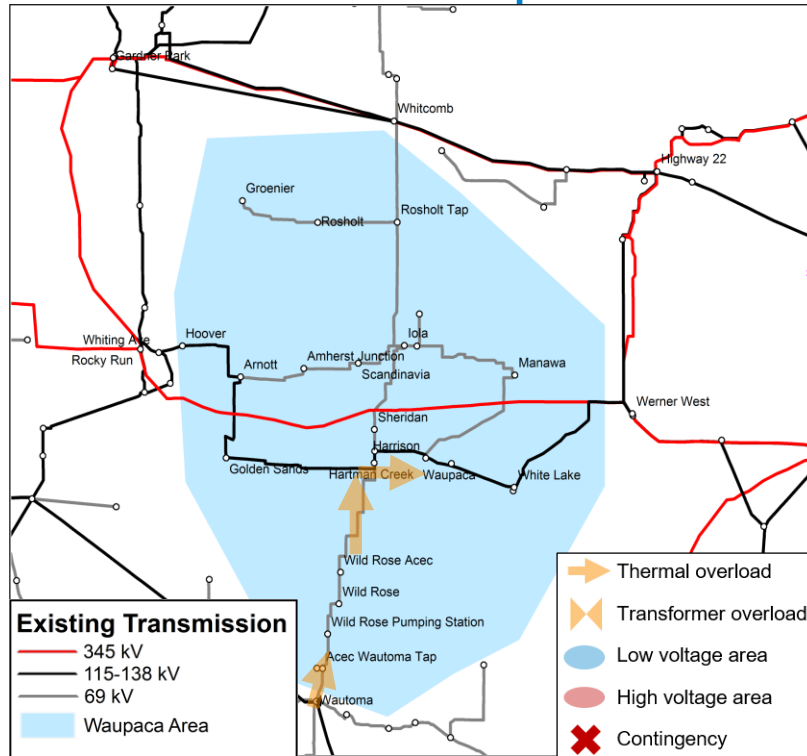 Gardner Park
Whitcomb
Highway 22
Groenier
Rosholt
Rosholt Tap
Whiting Ave
Hoover
Rocky Run
Iola
Arnott
Amherst Junction
Scandinavia
Manawa
Sheridan
Werner West
Harrison
Golden Sands
Hartman Creek
Waupaca
White Lake
Wild Rose Acec
Wild Rose
Wild Rose Pumping Station
Acec Wautoma Tap
Wautoma
Existing Transmission
345 kV
115-138 kV
69 kV
Waupaca Area
Thermal overload
Transformer overload
Low voltage area
High voltage area
Contingency